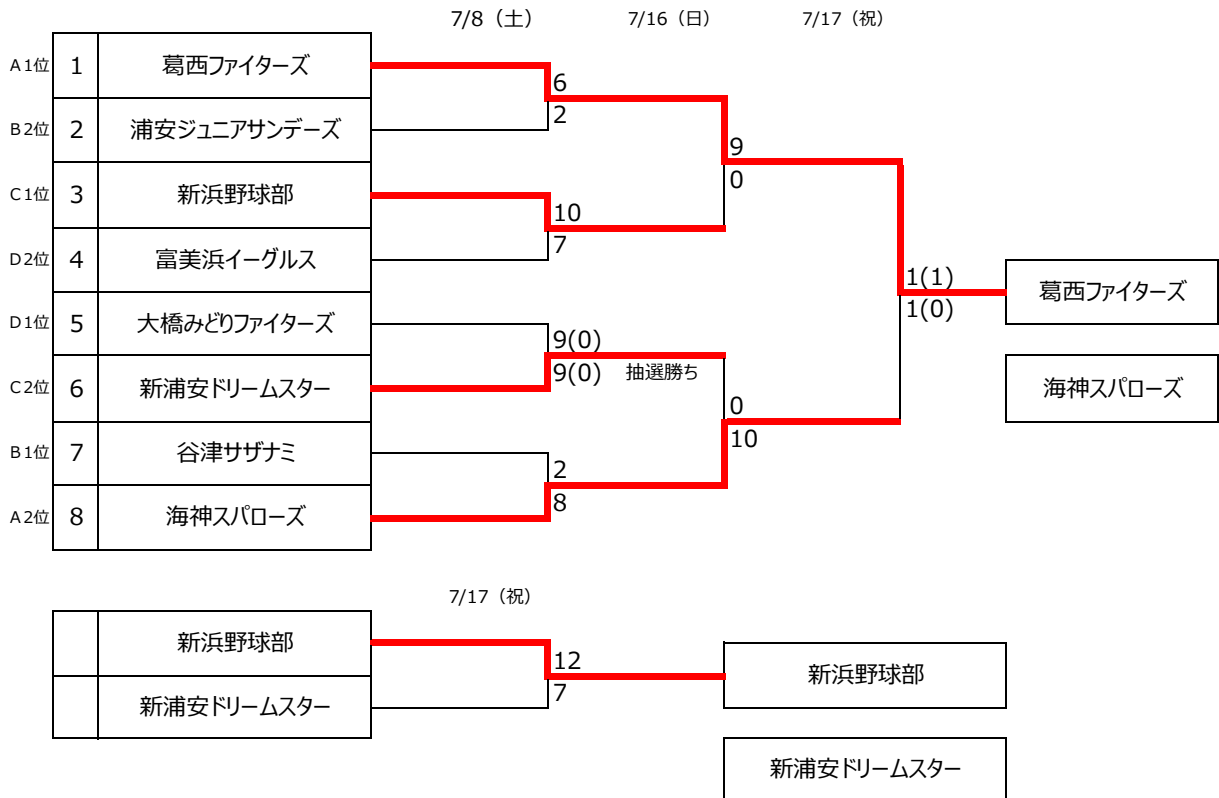 7/8（土） 7/16（日） 7/17（祝）
A1位 1 葛西ファイターズ
6
B2位 2 浦安ジュニアサンデーズ
2
9
0
C1位 3 新浜野球部
10
D2位 4 富美浜イーグルス
7
1(1) 葛西ファイターズ
1(0)
D1位 5 大橋みどりファイターズ
9(0)
C2位 6 新浦安ドリームスター
9(0) 抽選勝ち
海神スパローズ
0
10
B1位 7 谷津サザナミ
2
A2位 8 海神スパローズ
8
7/17（祝）
新浜野球部
12
7
新浜野球部
新浦安ドリームスター
新浦安ドリームスター